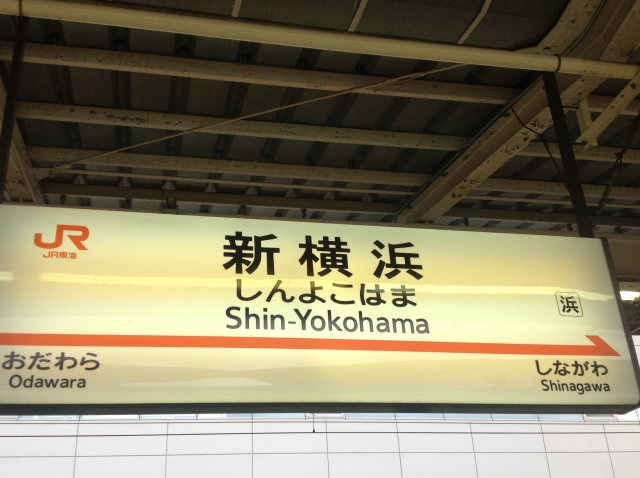 JR
JR東海
新横浜
しんよこはま
Shin-Yokohama
浜
おだわら
Odawara
しながわ
Shinagawa